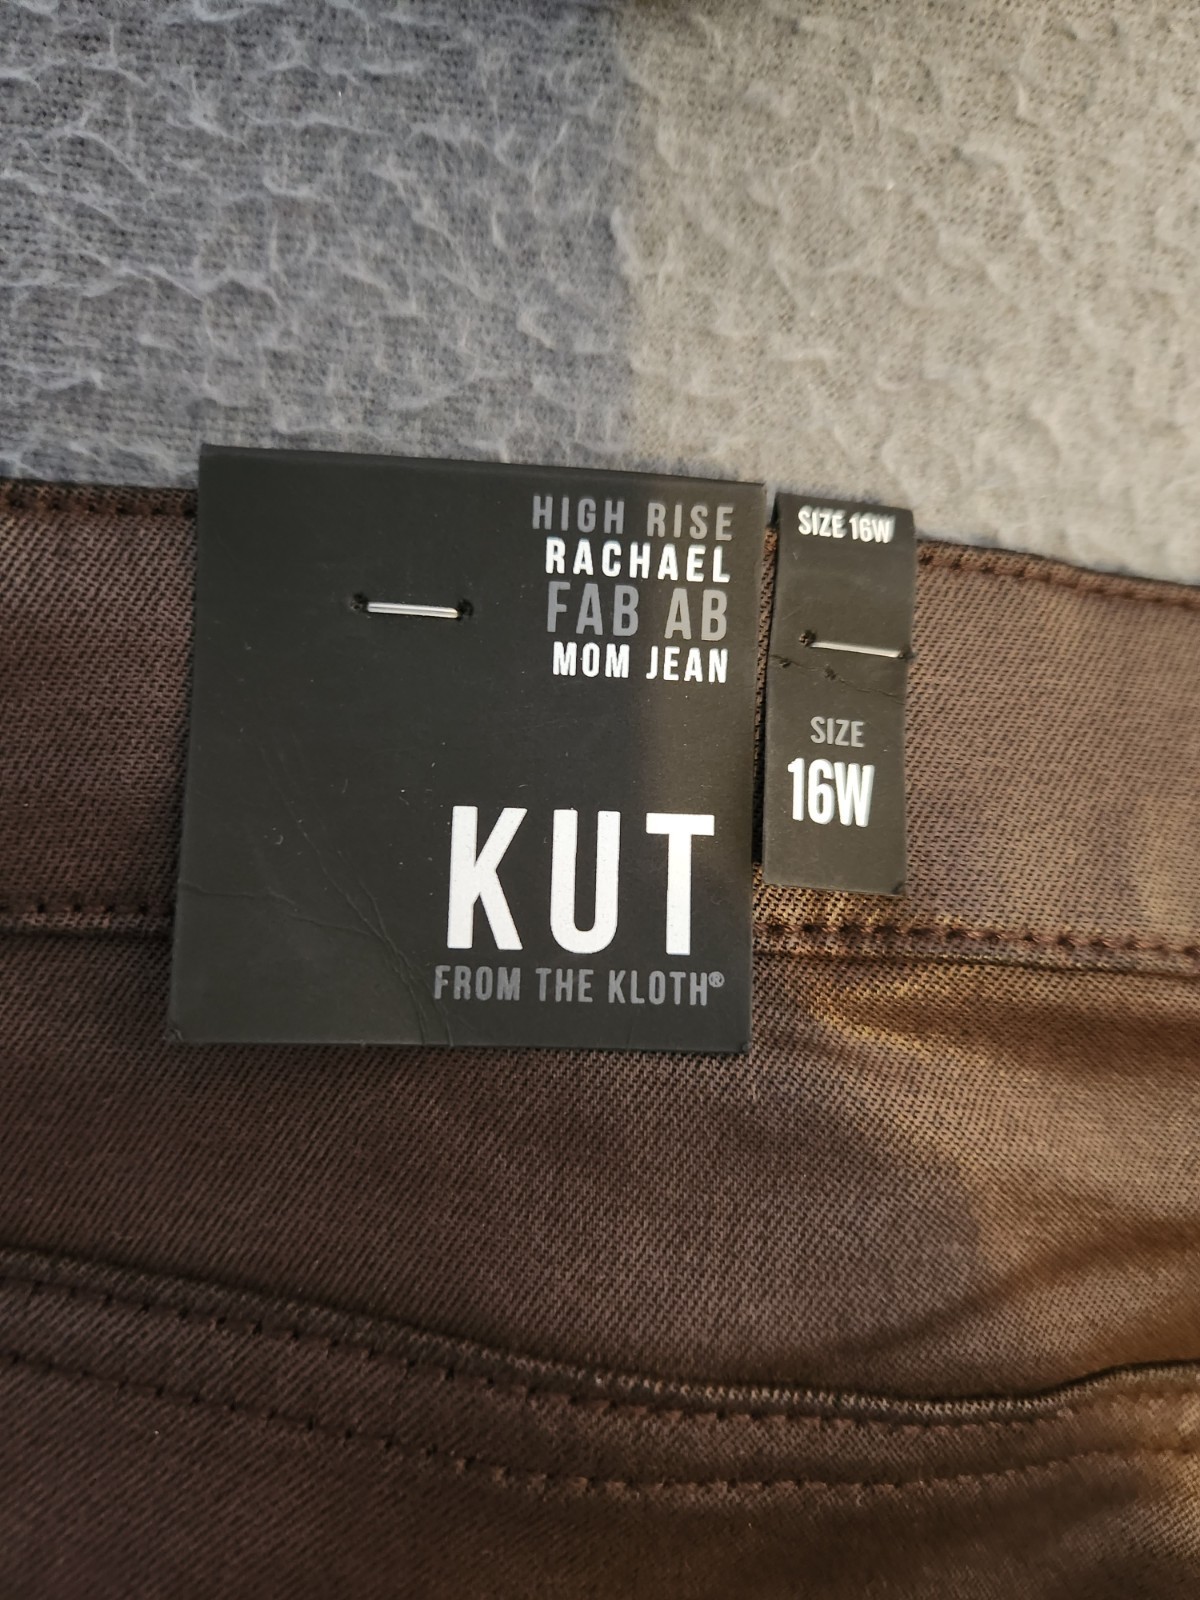 HIGH RISE
RACHAEL
FAB AB
MOM JEAN
KUT
FROM THE KLOTH®
SIZE 16W
SIZE
16W